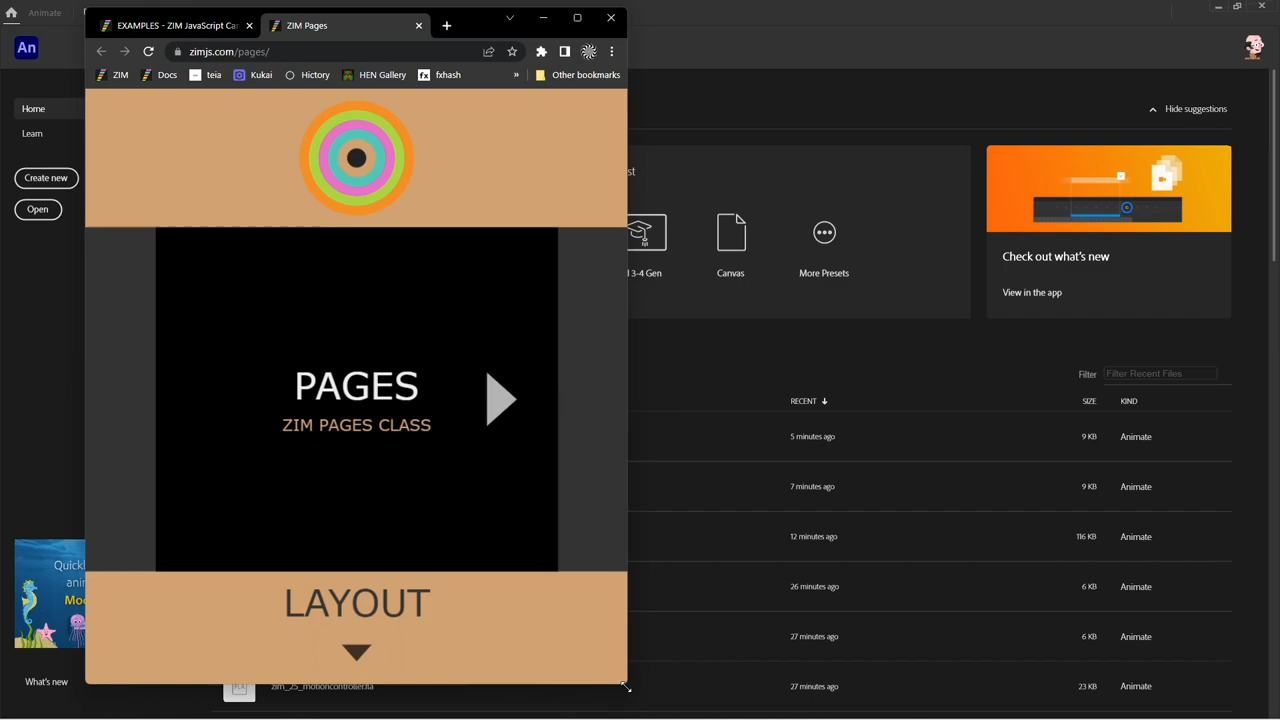 Animate
EXAMPLES - ZIM JavaScript Ca
ZIM Pages
zimjs.com/pages/
ZIM
Docs
teia
Kukai
Hictory
HEN Gallery
fxhash
»
Other bookmarks
An
Home
Learn
Create new
Open
Hide suggestions
st
l 3-4 Gen
Canvas
More Presets
Check out what's new
View in the app
PAGES
ZIM PAGES CLASS
LAYOUT
Filter
Filter Recent Files
RECENT
SIZE
KIND
5 minutes ago
9 KB
Animate
7 minutes ago
9 KB
Animate
12 minutes ago
116 KB
Animate
26 minutes ago
6 KB
Animate
27 minutes ago
6 KB
Animate
zim_25_motioncontroller.fla
27 minutes ago
23 KB
Animate
Quickl
anim
Mod
What's new